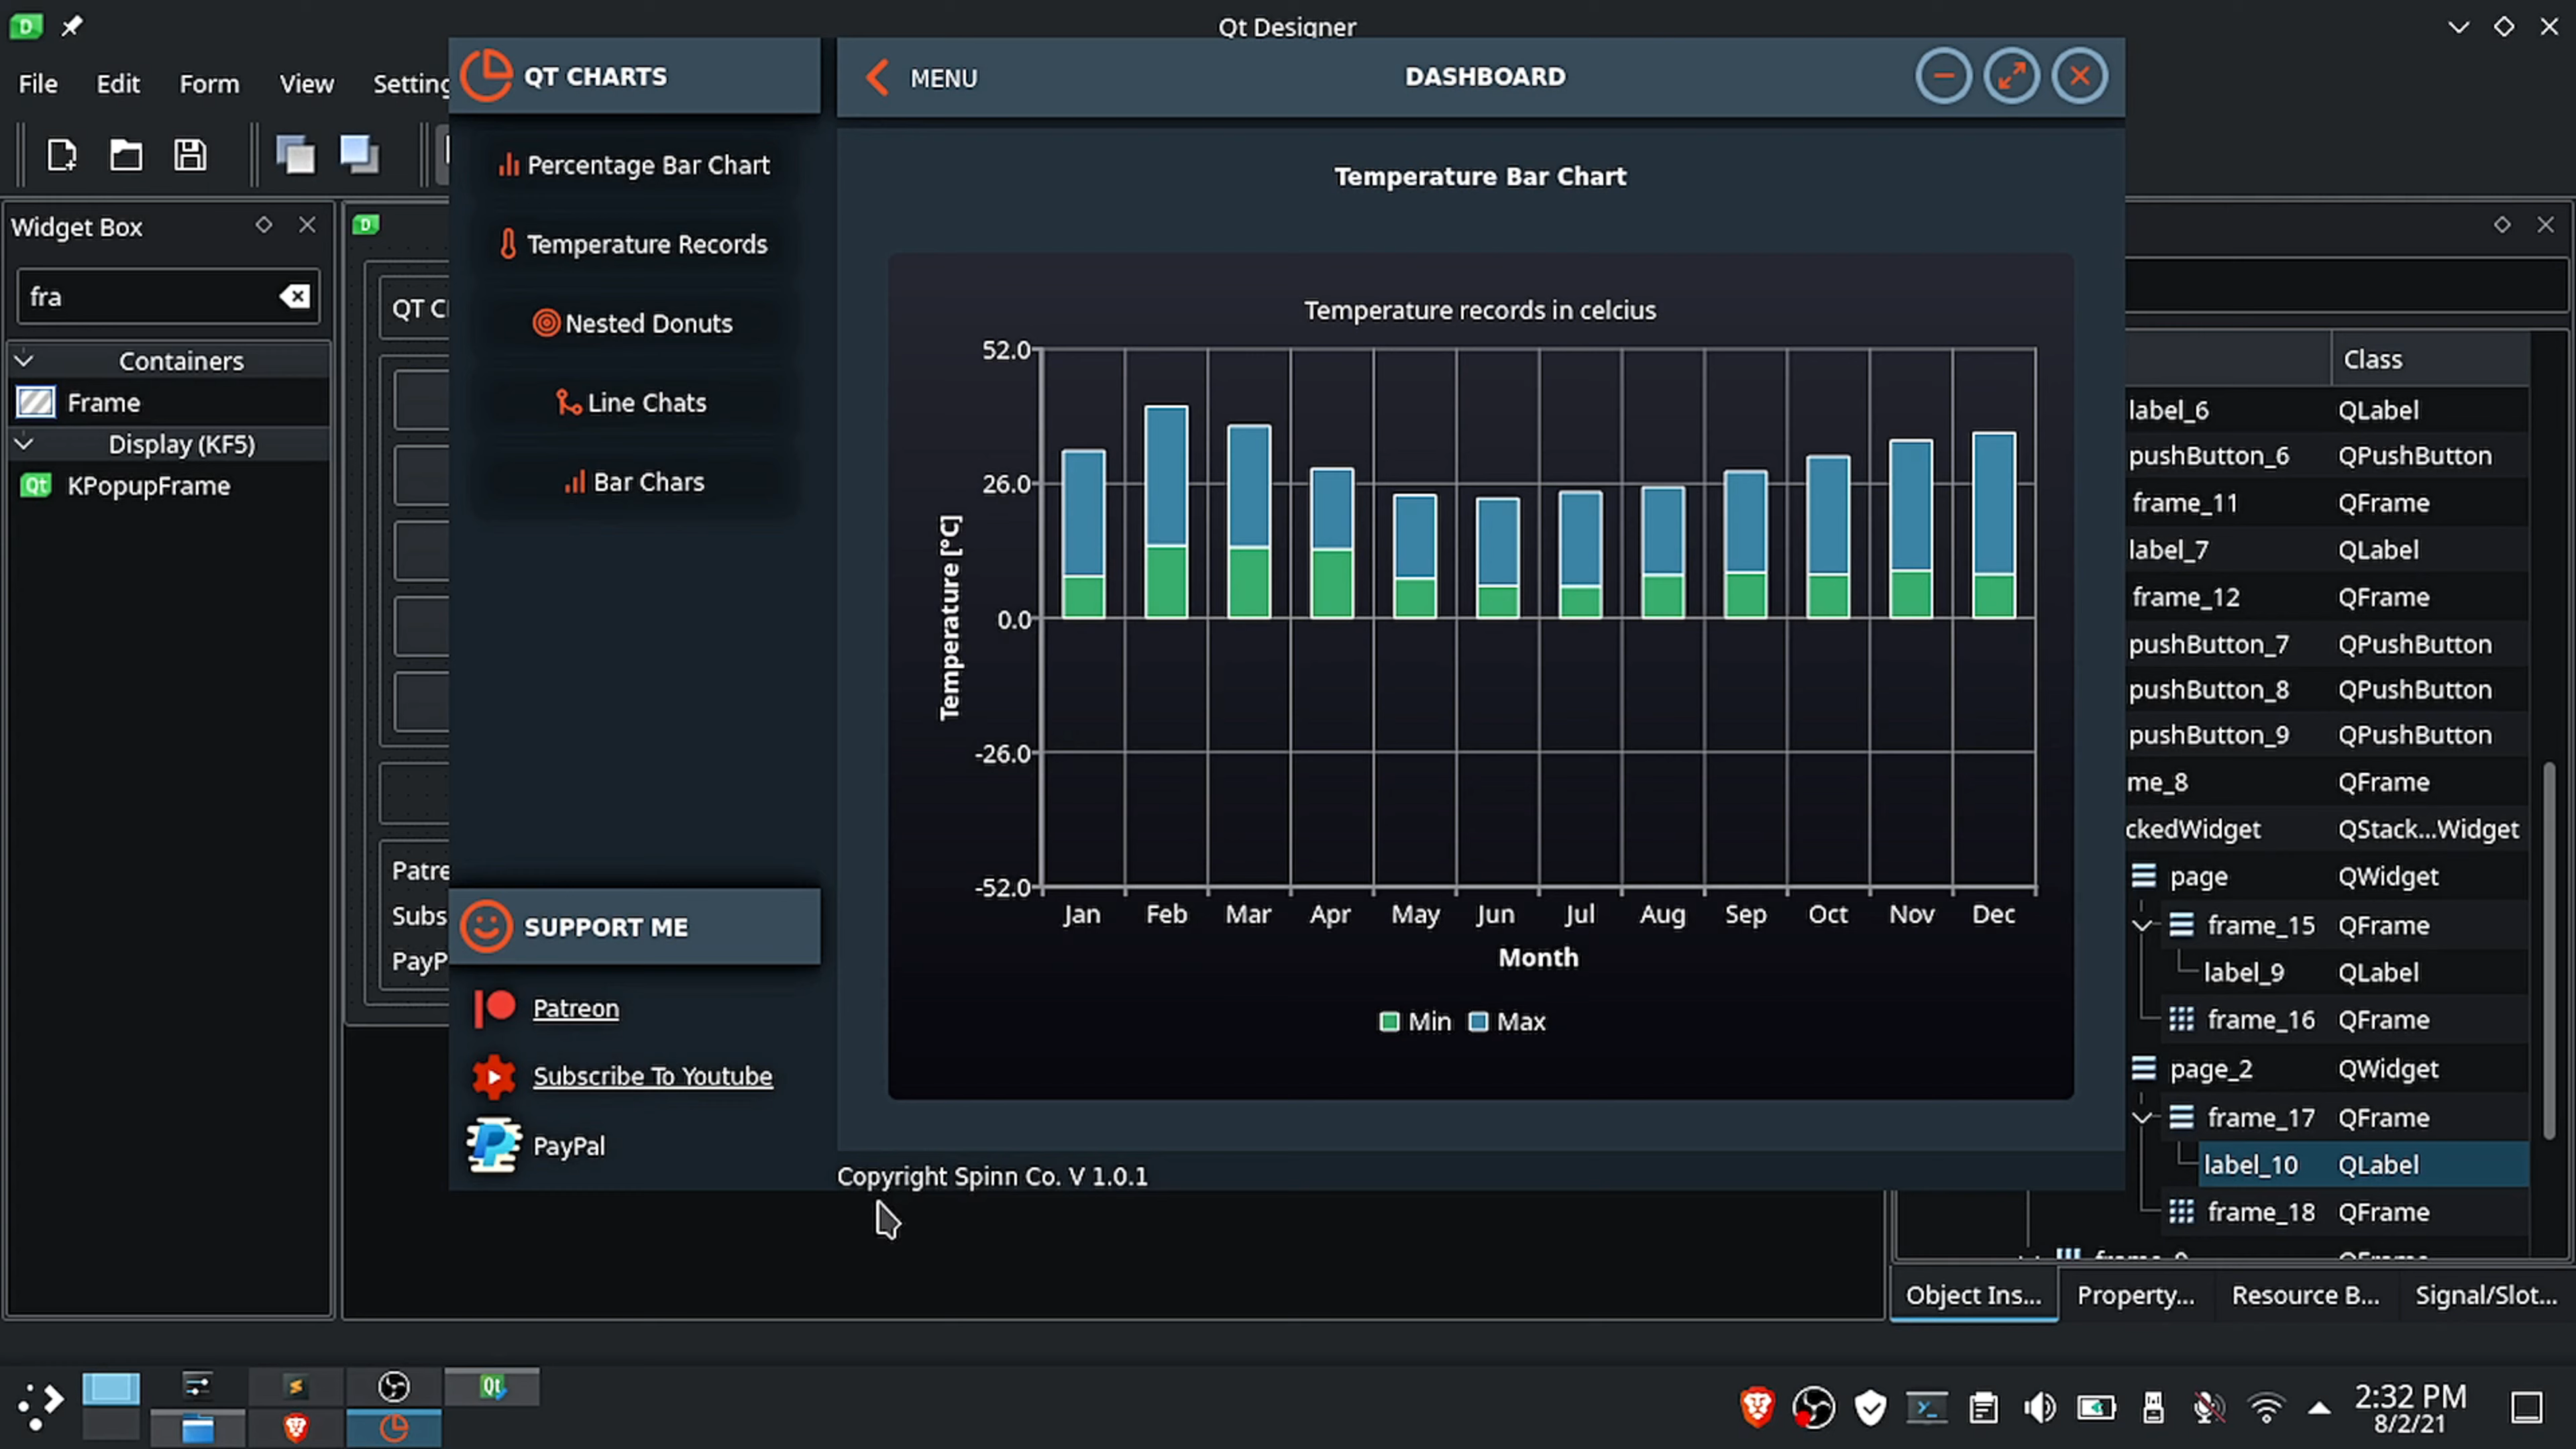 Qt Designer
File Edit Form View Setting
QT CHARTS
MENU
DASHBOARD
Widget Box
fra
Containers
Frame
Display (KF5)
Qt KPopupFrame
QT C
Patre
Subs
PayP
Percentage Bar Chart
Temperature Records
Nested Donuts
Line Chats
Bar Chars
SUPPORT ME
Patreon
Subscribe To Youtube
PayPal
Temperature Bar Chart
Temperature records in celcius
52.0
26.0
0.0
-26.0
-52.0
Temperature [°C]
Jan Feb Mar Apr May Jun Jul Aug Sep Oct Nov Dec
Month
Min Max
Copyright Spinn Co. V 1.0.1
Class
label_6 QLabel
pushButton_6 QPushButton
frame_11 QFrame
label_7 QLabel
frame_12 QFrame
pushButton_7 QPushButton
pushButton_8 QPushButton
pushButton_9 QPushButton
me_8 QFrame
ckedWidget QStack...Widget
page QWidget
frame_15 QFrame
label_9 QLabel
frame_16 QFrame
page_2 QWidget
frame_17 QFrame
label_10 QLabel
frame_18 QFrame
Object Ins... Property... Resource B... Signal/Slot...
Qt
2:32 PM
8/2/21